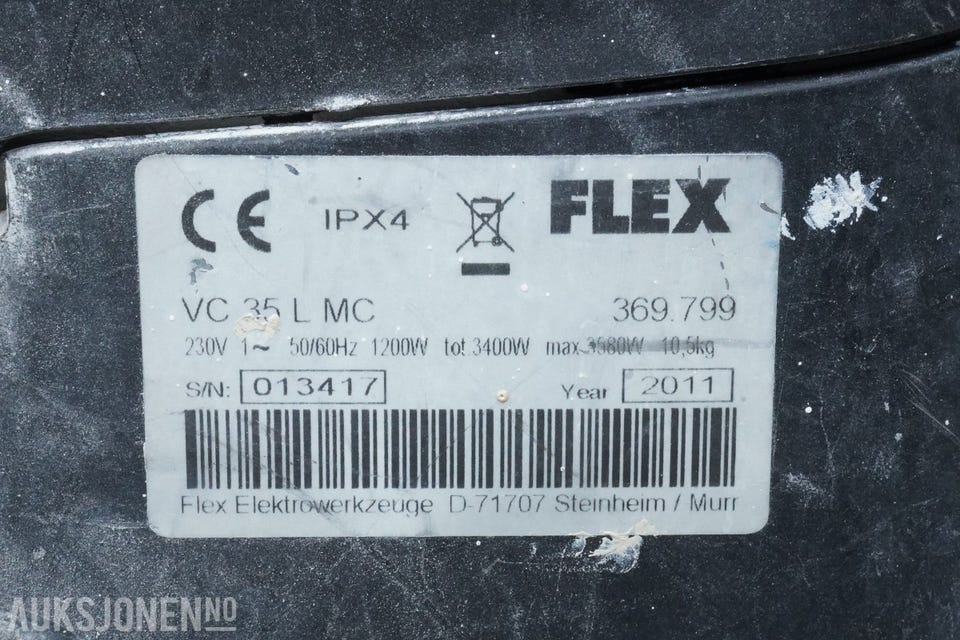 CE IPX4 FLEX
VC 35 L MC 369.799
230V 1~ 50/60Hz 1200W tot.3400W max 10,5kg
S/N: 013417 Year 2011
Flex Elektrowerkzeuge D-71707 Steinheim / Murr
AUKSJONEN.NO